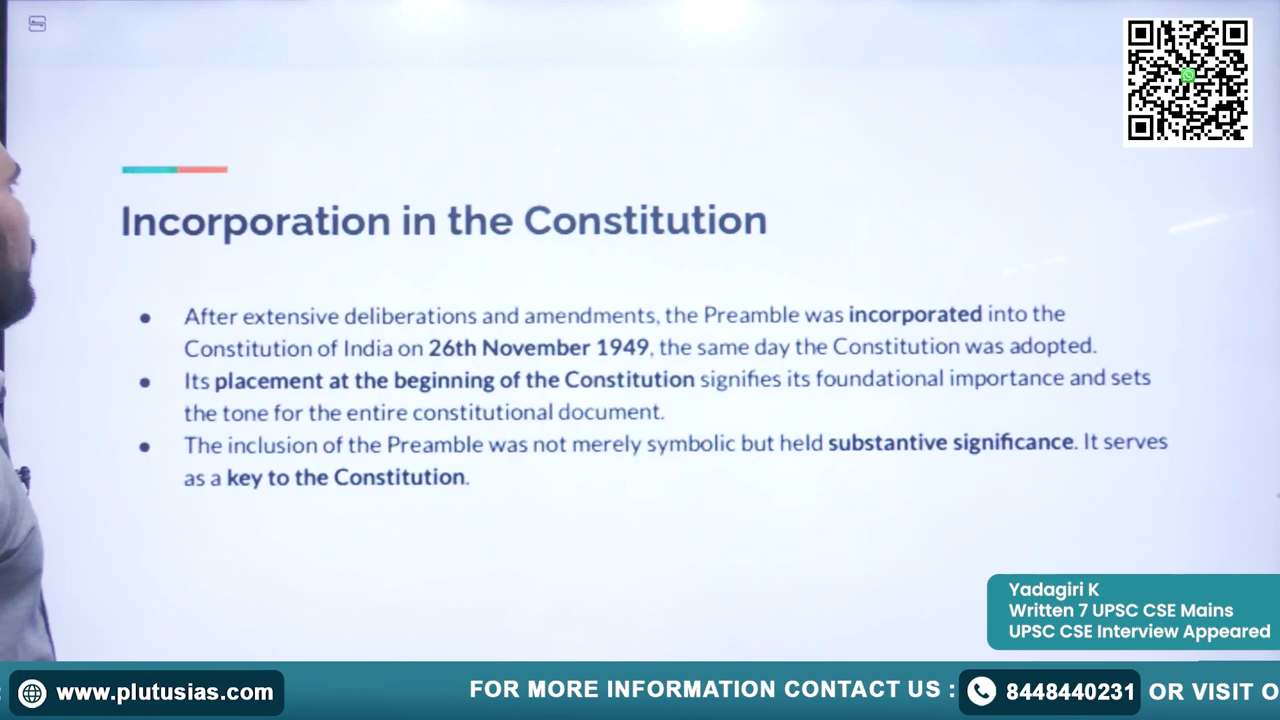 Incorporation in the Constitution
● After extensive deliberations and amendments, the Preamble was incorporated into the
Constitution of India on 26th November 1949, the same day the Constitution was adopted.
● Its placement at the beginning of the Constitution signifies its foundational importance and sets
the tone for the entire constitutional document.
● The inclusion of the Preamble was not merely symbolic but held substantive significance. It serves
as a key to the Constitution.
Yadagiri K
Written 7 UPSC CSE Mains
UPSC CSE Interview Appeared
www.plutusias.com
FOR MORE INFORMATION CONTACT US : 8448440231 OR VISIT O